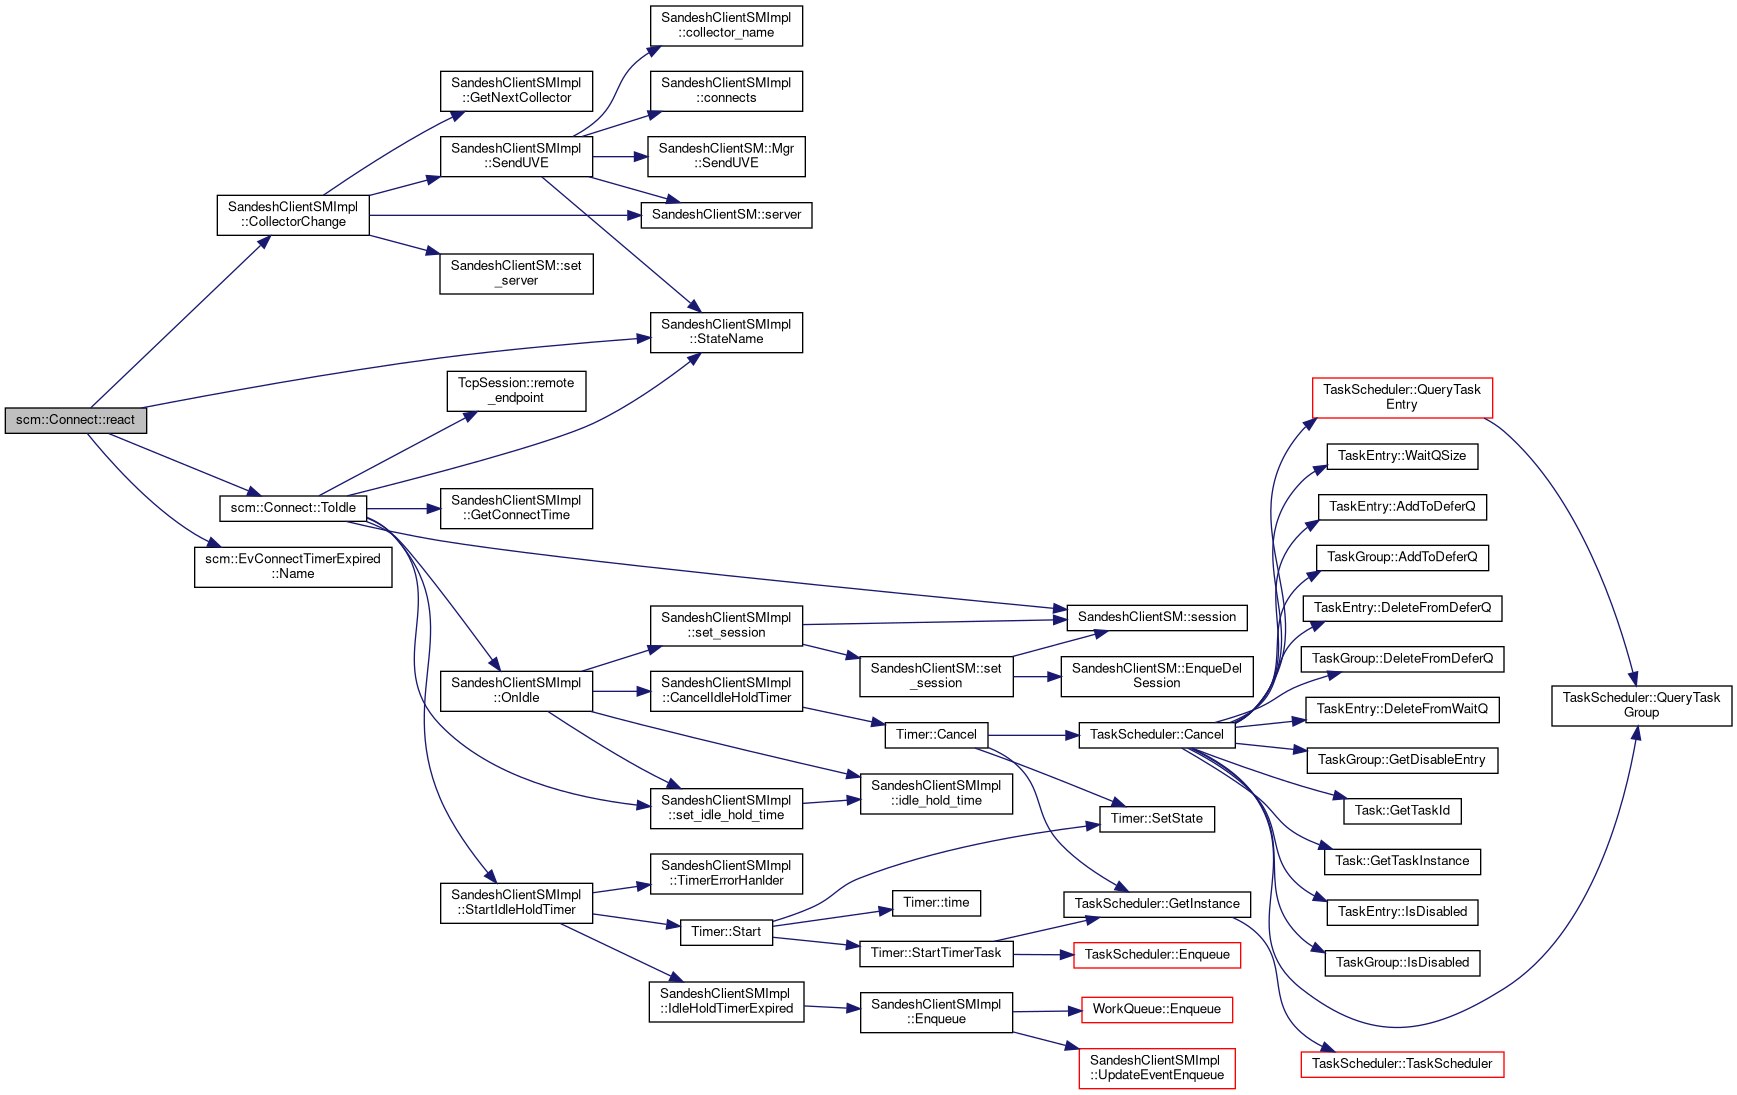 SandeshClientSMImpl
::collector_name
SandeshClientSMImpl
::GetNextCollector
SandeshClientSMImpl
::connects
SandeshClientSMImpl
::SendUVE
SandeshClientSM::Mgr
::SendUVE
SandeshClientSMImpl
::CollectorChange
SandeshClientSM::server
SandeshClientSM::set
_server
SandeshClientSMImpl
::StateName
TcpSession::remote
_endpoint
scm::Connect::react
scm::Connect::ToIdle
SandeshClientSMImpl
::GetConnectTime
scm::EvConnectTimerExpired
::Name
SandeshClientSMImpl
::set_session
SandeshClientSM::session
SandeshClientSMImpl
::OnIdle
SandeshClientSMImpl
::CancelIdleHoldTimer
SandeshClientSM::set
_session
SandeshClientSM::EnqueDel
Session
Timer::Cancel
TaskScheduler::Cancel
SandeshClientSMImpl
::set_idle_hold_time
SandeshClientSMImpl
::idle_hold_time
Timer::SetState
SandeshClientSMImpl
::TimerErrorHanlder
SandeshClientSMImpl
::StartIdleHoldTimer
Timer::Start
Timer::time
TaskScheduler::GetInstance
Timer::StartTimerTask
TaskScheduler::Enqueue
SandeshClientSMImpl
::IdleHoldTimerExpired
SandeshClientSMImpl
::Enqueue
WorkQueue::Enqueue
SandeshClientSMImpl
::UpdateEventEnqueue
TaskScheduler::QueryTask
Entry
TaskEntry::WaitQSize
TaskEntry::AddToDeferQ
TaskGroup::AddToDeferQ
TaskEntry::DeleteFromDeferQ
TaskGroup::DeleteFromDeferQ
TaskEntry::DeleteFromWaitQ
TaskGroup::GetDisableEntry
Task::GetTaskId
Task::GetTaskInstance
TaskEntry::IsDisabled
TaskGroup::IsDisabled
TaskScheduler::TaskScheduler
TaskScheduler::QueryTask
Group